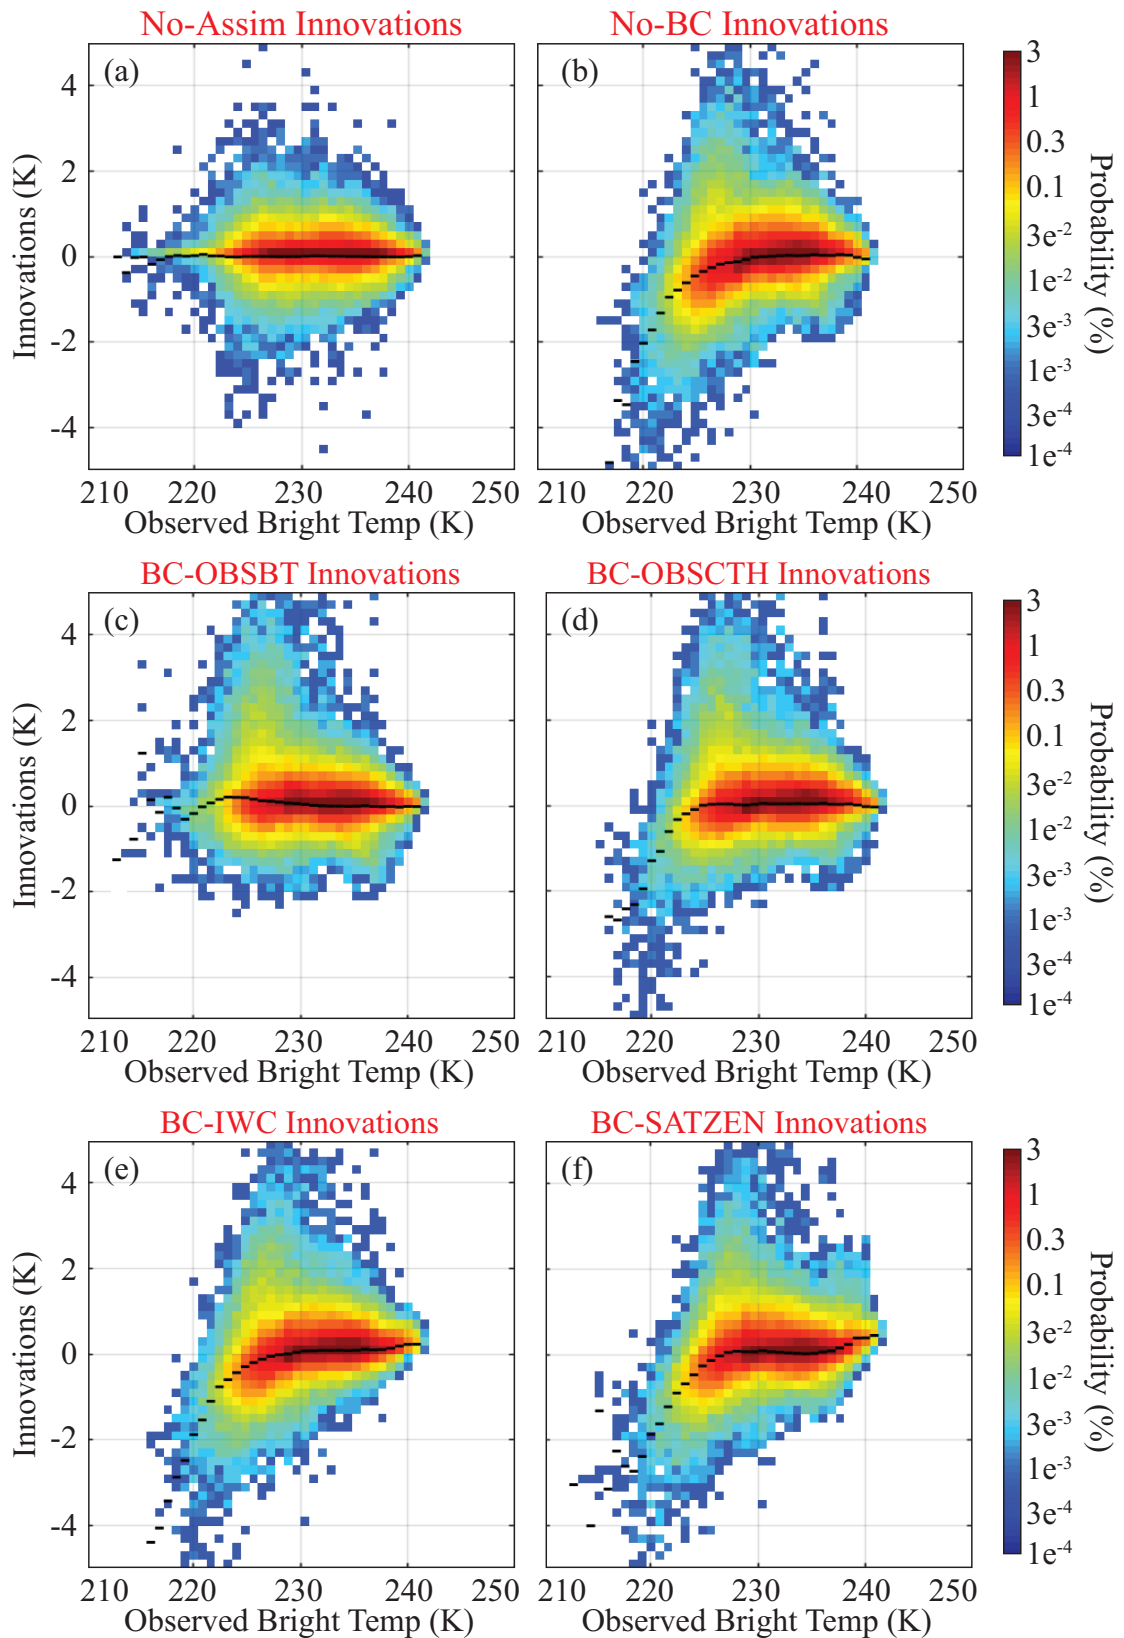 No-Assim Innovations
No-BC Innovations
(a)
(b)
4
2
0
-2
-4
Innovations (K)
210 220 230 240 250
210 220 230 240 250
Observed Bright Temp (K)
Observed Bright Temp (K)
3
1
0.3
0.1
3e-2
1e-2
3e-3
1e-3
3e-4
1e-4
Probability (%)
BC-OBSBT Innovations
BC-OBSCTH Innovations
(c)
(d)
4
2
0
-2
-4
Innovations (K)
210 220 230 240 250
210 220 230 240 250
Observed Bright Temp (K)
Observed Bright Temp (K)
3
1
0.3
0.1
3e-2
1e-2
3e-3
1e-3
3e-4
1e-4
Probability (%)
BC-IWC Innovations
BC-SATZEN Innovations
(e)
(f)
4
2
0
-2
-4
Innovations (K)
210 220 230 240 250
210 220 230 240 250
Observed Bright Temp (K)
Observed Bright Temp (K)
3
1
0.3
0.1
3e-2
1e-2
3e-3
1e-3
3e-4
1e-4
Probability (%)